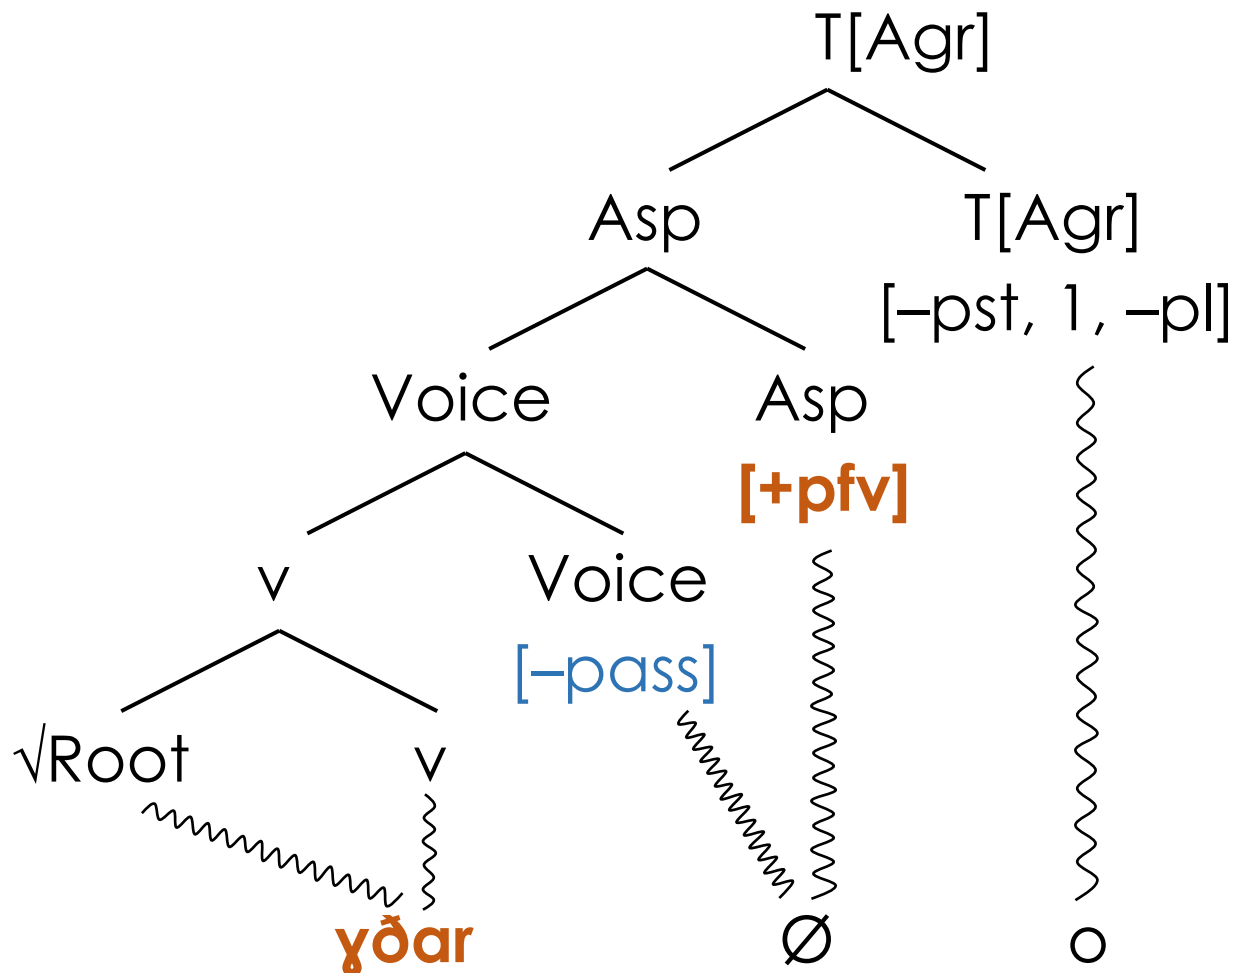 T[Agr]
Asp T[Agr]
[–pst, 1, –pl]
Voice Asp
[+pfv]
v Voice
[–pass]
√Root v
ɣðar Ø o